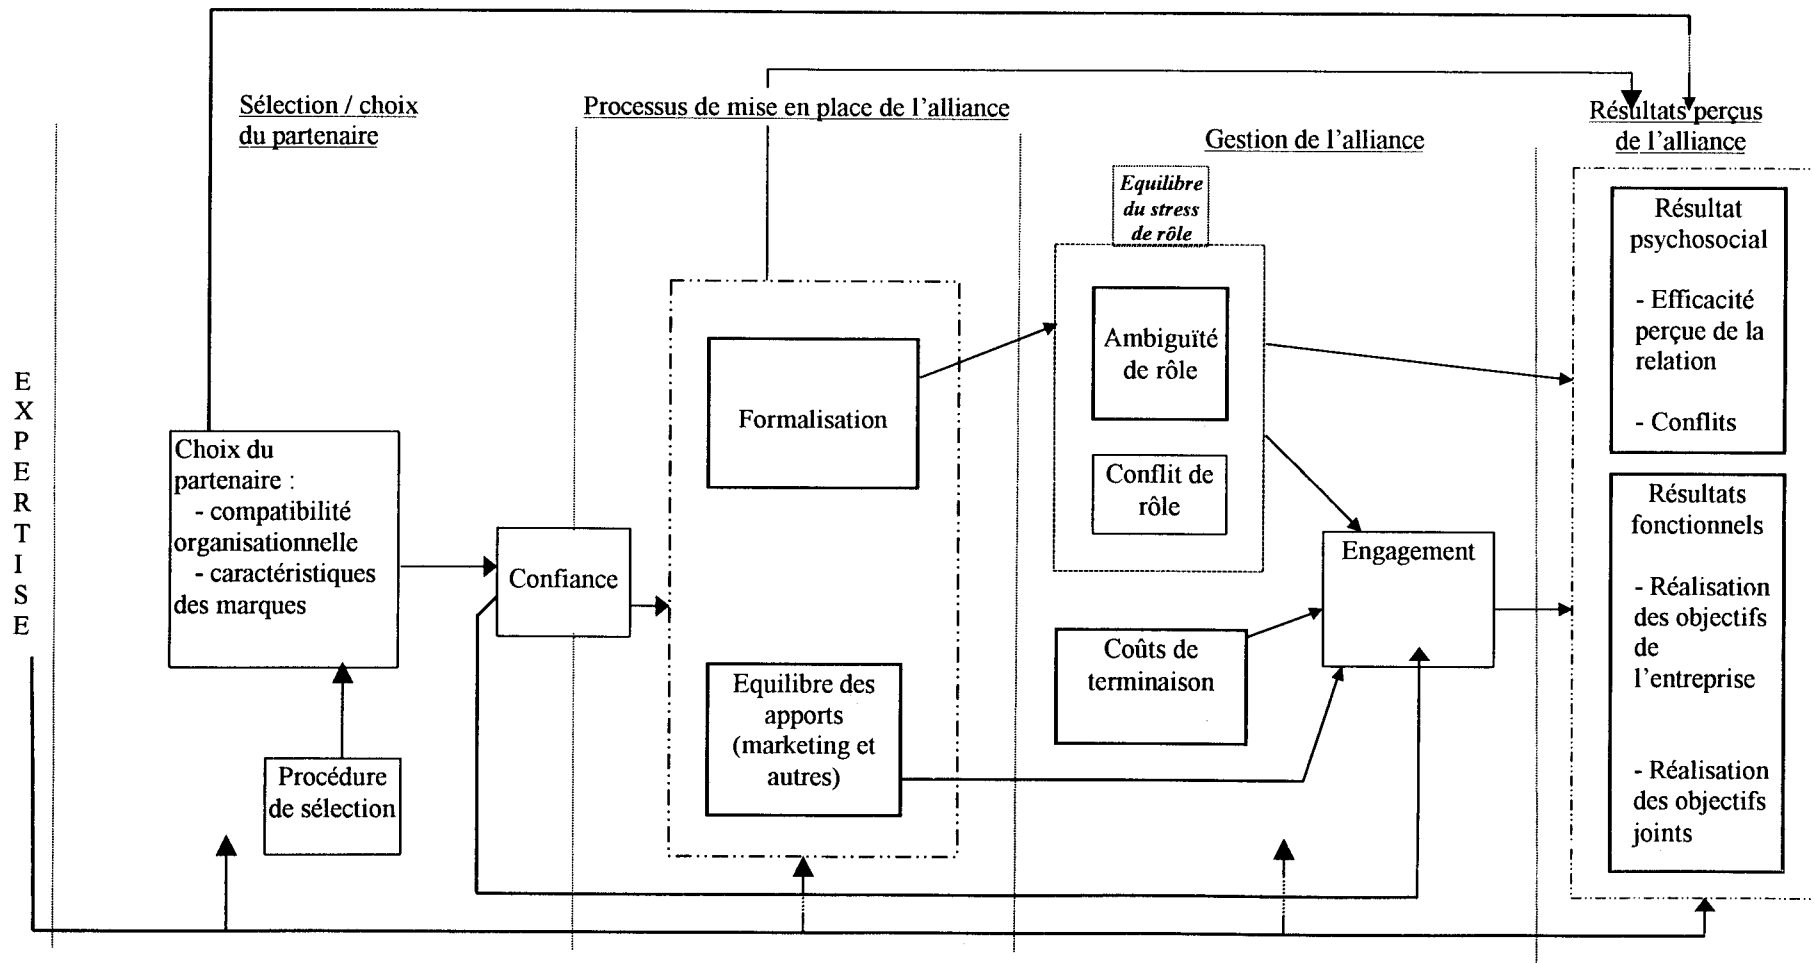 Sélection / choix
du partenaire
Processus de mise en place de l'alliance
Gestion de l'alliance
Résultats perçus
de l'alliance
E
X
P
E
R
T
I
S
E
Choix du
partenaire :
- compatibilité
organisationnelle
- caractéristiques
des marques
Procédure
de sélection
Confiance
Formalisation
Equilibre des
apports
(marketing et
autres)
Equilibre
du stress
de rôle
Ambiguïté
de rôle
Conflit de
rôle
Coûts de
terminaison
Engagement
Résultat
psychosocial
- Efficacité
perçue de la
relation
- Conflits
Résultats
fonctionnels
- Réalisation
des objectifs
de
l'entreprise
- Réalisation
des objectifs
joints